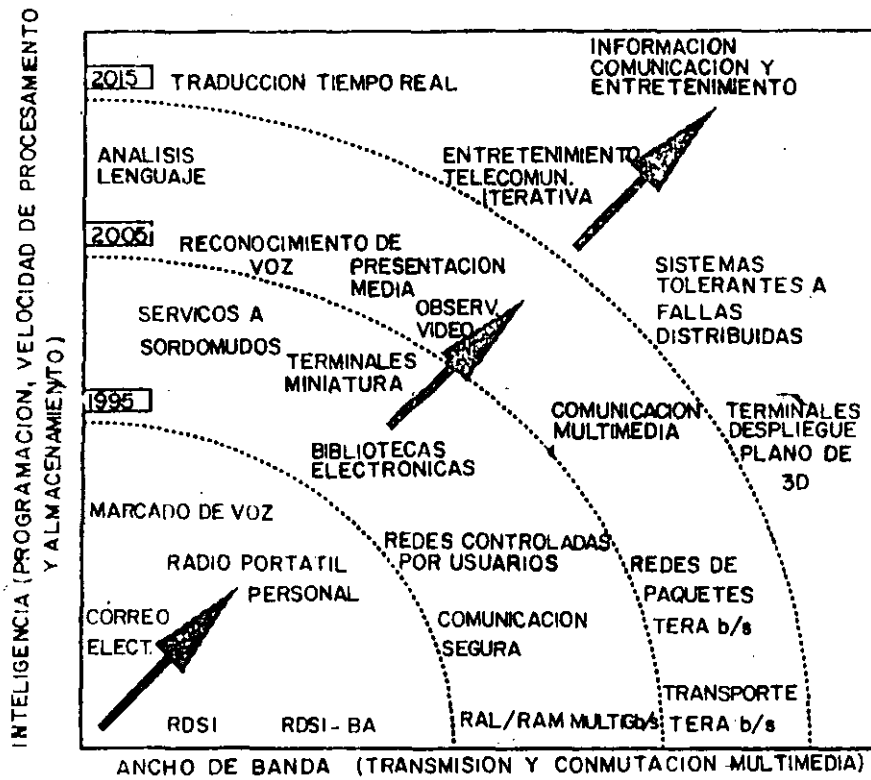 INTELIGENCIA (PROGRAMACION, VELOCIDAD DE PROCESAMIENTO
Y ALMACENAMIENTO)
INFORMACION
COMUNICACION Y
ENTRETENIMIENTO
2015
TRADUCCION TIEMPO REAL
ANALISIS
LENGUAJE
ENTRETENIMIENTO
TELECOMUN.
ITERATIVA
2005
RECONOCIMIENTO DE
VOZ
PRESENTACION
MEDIA
SISTEMAS
TOLERANTES A
FALLAS
DISTRIBUIDAS
SERVICOS A
SORDOMUDOS
OBSERV.
VIDEO
TERMINALES
MINIATURA
1995
COMUNICACION
MULTIMEDIA
TERMINALES
DESPLIEGUE
PLANO DE
3D
BIBLIOTECAS
ELECTRONICAS
MARCADO DE VOZ
REDES CONTROLADAS
POR USUARIOS
RADIO PORTATIL
PERSONAL
REDES DE
PAQUETES
TERA b/s
CORREO
ELECT.
COMUNICACION
SEGURA
RDSI
RDSI-BA
RAL/RAM MULTIGb/s
TRANSPORTE
TERA b/s
ANCHO DE BANDA (TRANSMISION Y CONMUTACION MULTIMEDIA)